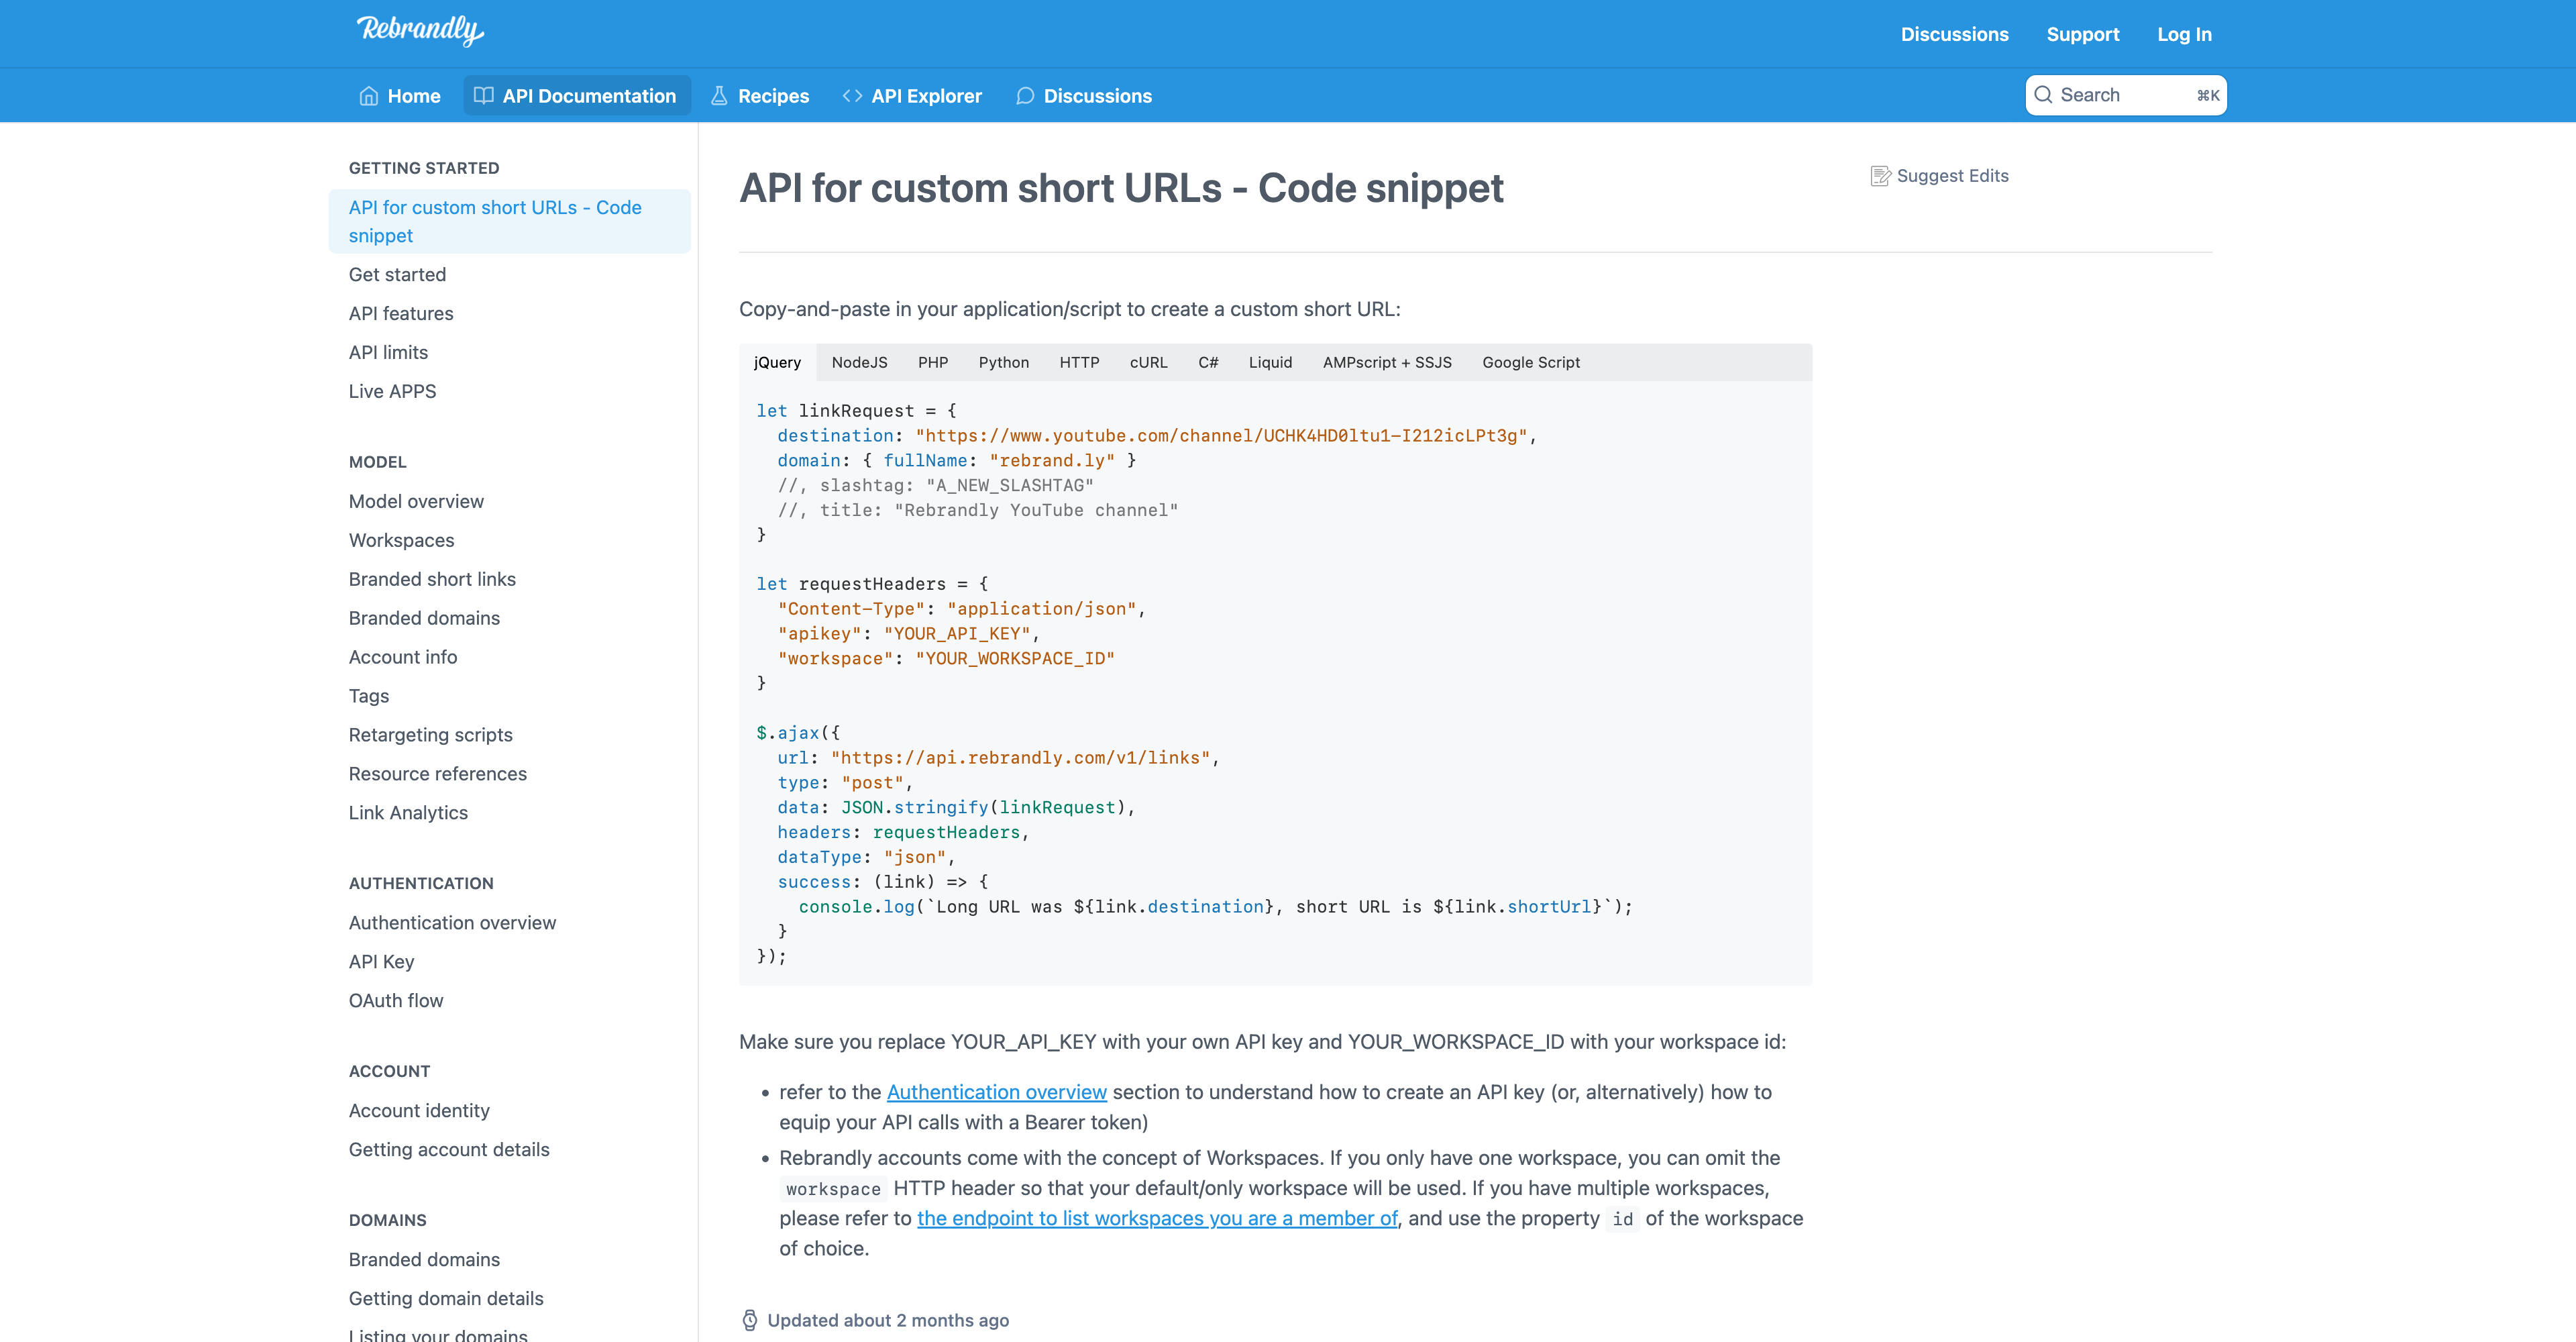 Rebrandly
Discussions Support Log In
Home API Documentation Recipes API Explorer Discussions
Search ⌘K
GETTING STARTED
API for custom short URLs - Code
snippet
Get started
API features
API limits
Live APPS
MODEL
Model overview
Workspaces
Branded short links
Branded domains
Account info
Tags
Retargeting scripts
Resource references
Link Analytics
AUTHENTICATION
Authentication overview
API Key
OAuth flow
ACCOUNT
Account identity
Getting account details
DOMAINS
Branded domains
Getting domain details
Listing your domains
API for custom short URLs - Code snippet
Suggest Edits
Copy-and-paste in your application/script to create a custom short URL:
jQuery NodeJS PHP Python HTTP cURL C# Liquid AMPscript + SSJS Google Script
let linkRequest = {
  destination: "https://www.youtube.com/channel/UCHK4HD0ltu1-I212icLPt3g",
  domain: { fullName: "rebrand.ly" }
  //, slashtag: "A_NEW_SLASHTAG"
  //, title: "Rebrandly YouTube channel"
}
let requestHeaders = {
  "Content-Type": "application/json",
  "apikey": "YOUR_API_KEY",
  "workspace": "YOUR_WORKSPACE_ID"
}
$.ajax({
  url: "https://api.rebrandly.com/v1/links",
  type: "post",
  data: JSON.stringify(linkRequest),
  headers: requestHeaders,
  dataType: "json",
  success: (link) => {
    console.log(`Long URL was ${link.destination}, short URL is ${link.shortUrl}`);
  }
});
Make sure you replace YOUR_API_KEY with your own API key and YOUR_WORKSPACE_ID with your workspace id:
• refer to the Authentication overview section to understand how to create an API key (or, alternatively) how to
equip your API calls with a Bearer token)
• Rebrandly accounts come with the concept of Workspaces. If you only have one workspace, you can omit the
workspace HTTP header so that your default/only workspace will be used. If you have multiple workspaces,
please refer to the endpoint to list workspaces you are a member of, and use the property id of the workspace
of choice.
Updated about 2 months ago